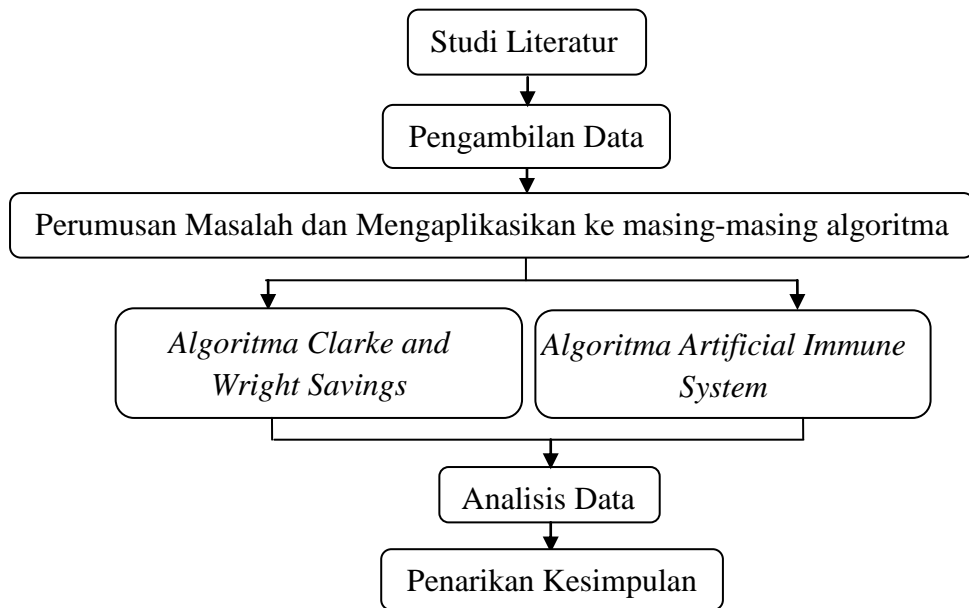 Studi Literatur
Pengambilan Data
Perumusan Masalah dan Mengaplikasikan ke masing-masing algoritma
Algoritma Clarke and
Wright Savings
Algoritma Artificial Immune
System
Analisis Data
Penarikan Kesimpulan